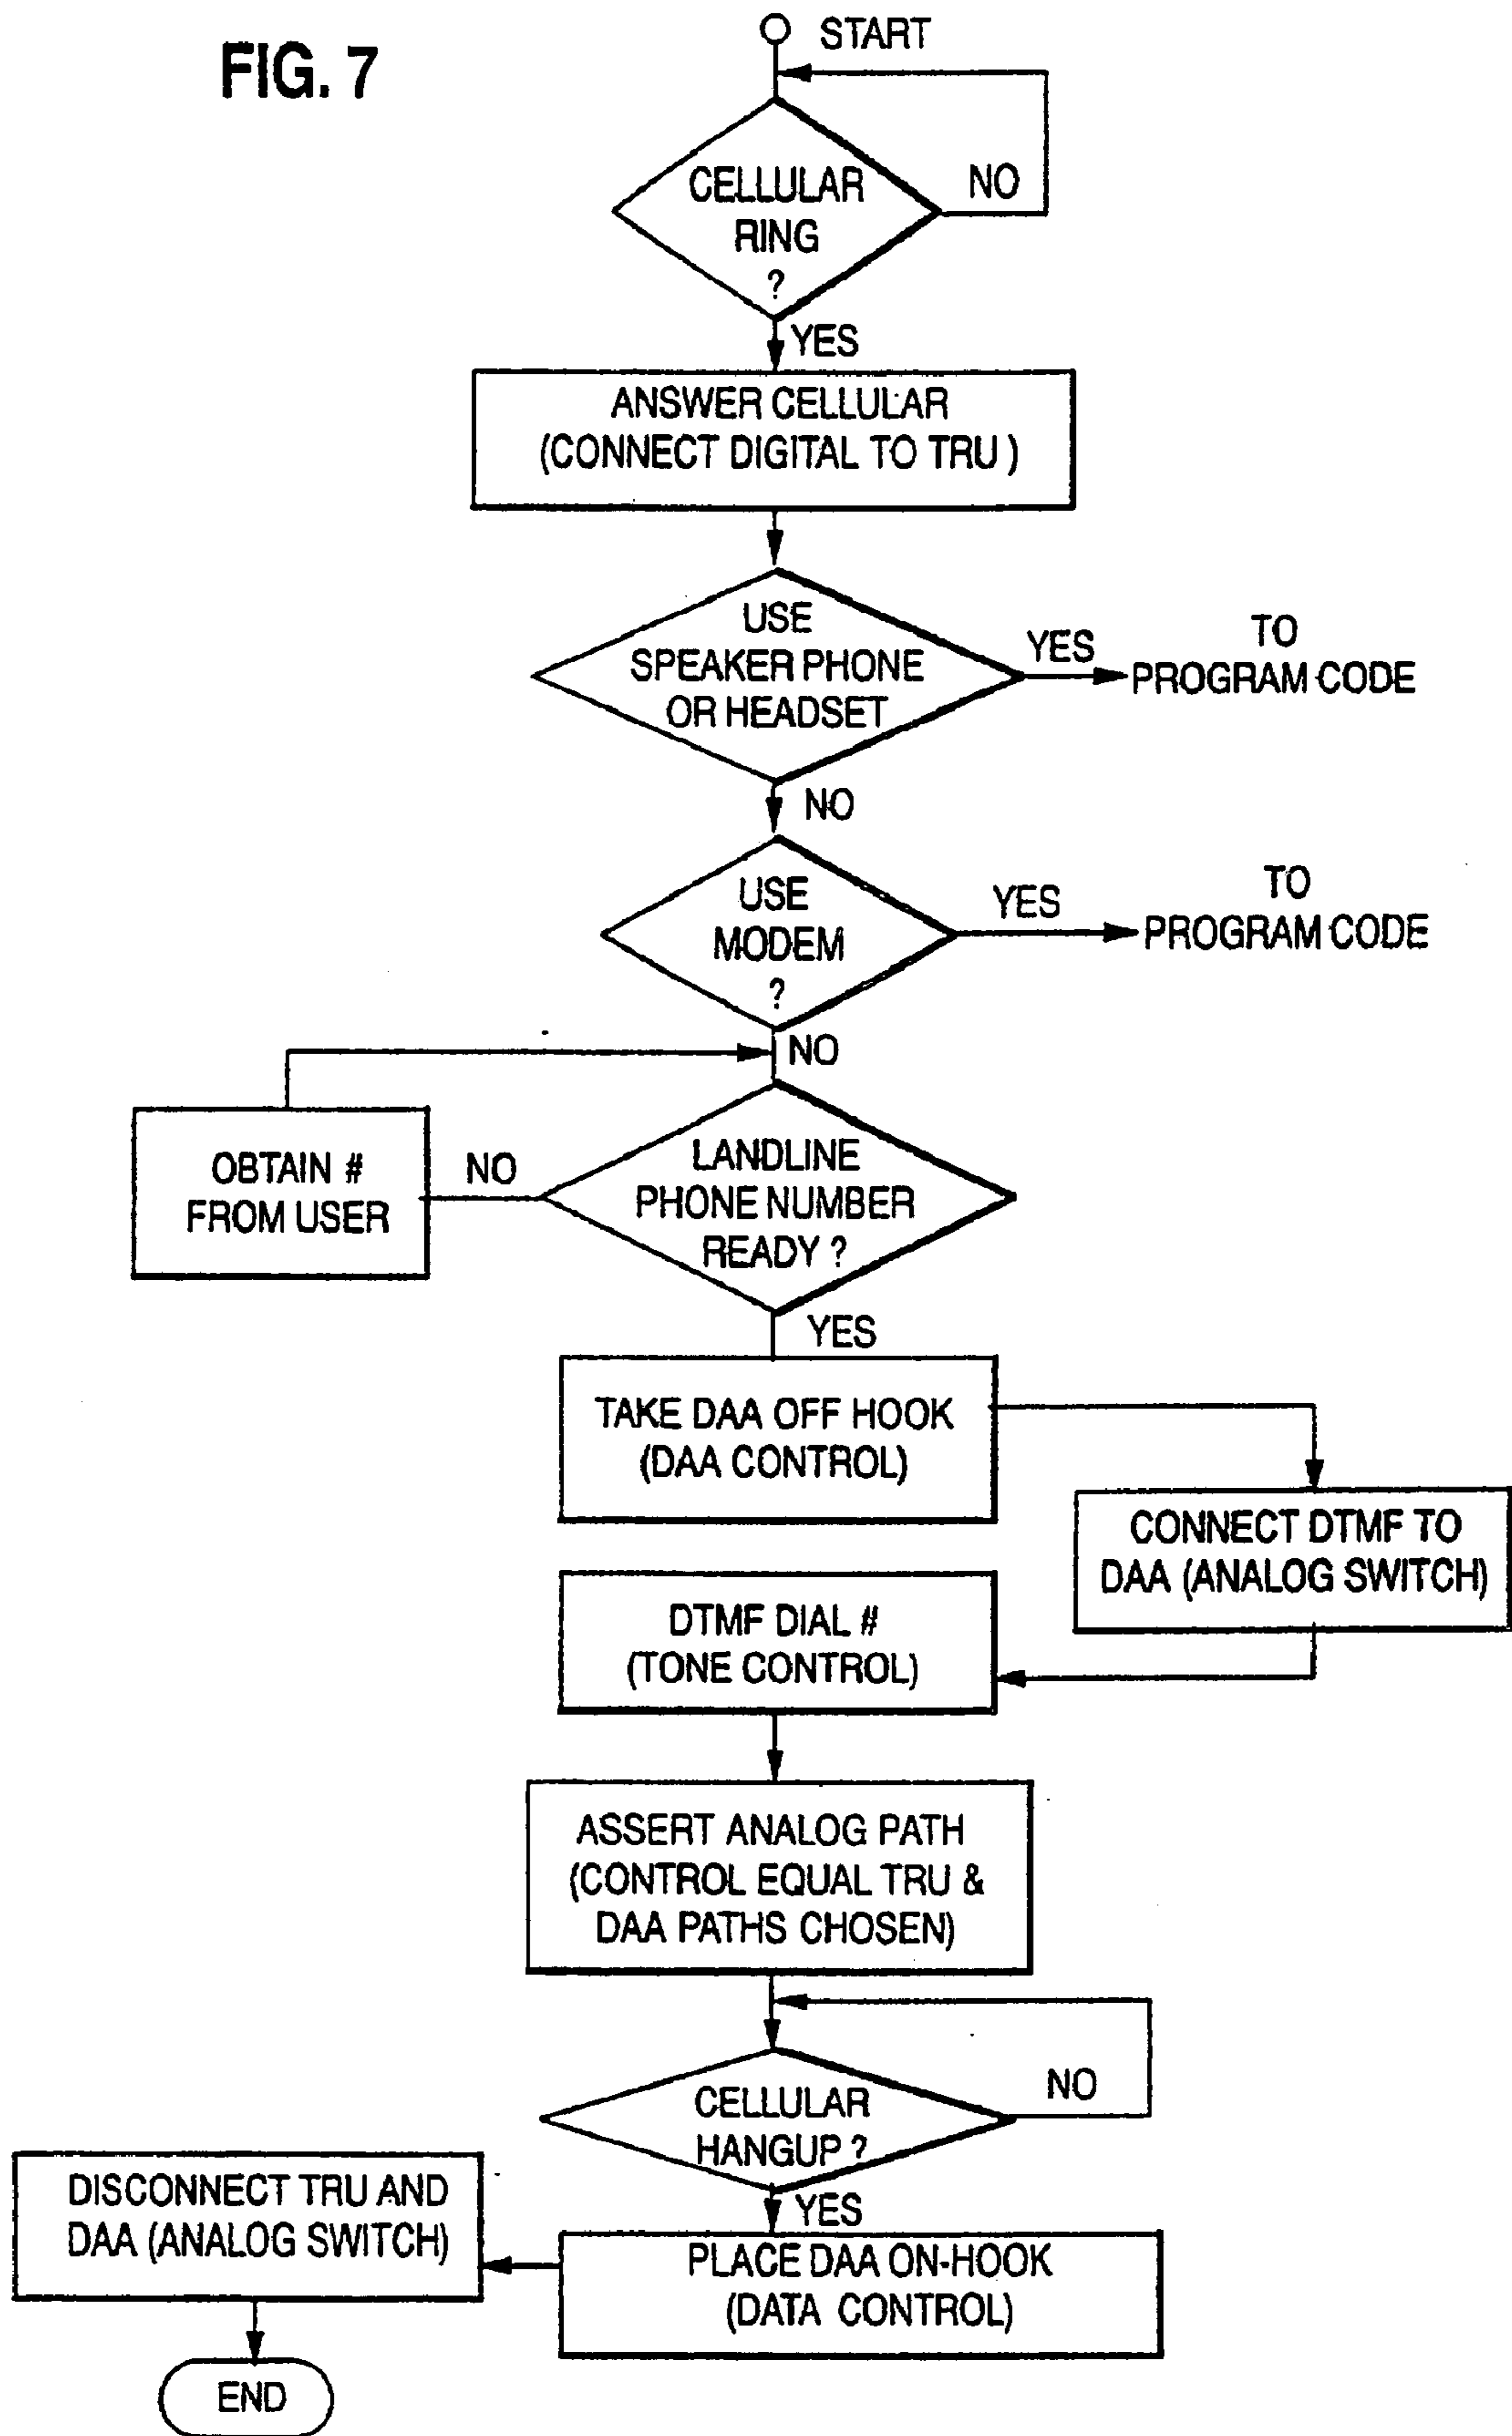 FIG. 7
START
CELLULAR
RING
?
NO
YES
ANSWER CELLULAR
(CONNECT DIGITAL TO TRU )
USE
SPEAKER PHONE
OR HEADSET
YES
TO
PROGRAM CODE
NO
USE
MODEM
?
YES
TO
PROGRAM CODE
NO
LANDLINE
PHONE NUMBER
READY ?
NO
OBTAIN #
FROM USER
YES
TAKE DAA OFF HOOK
(DAA CONTROL)
CONNECT DTMF TO
DAA (ANALOG SWITCH)
DTMF DIAL #
(TONE CONTROL)
ASSERT ANALOG PATH
(CONTROL EQUAL TRU &
DAA PATHS CHOSEN)
CELLULAR
HANGUP ?
NO
YES
PLACE DAA ON-HOOK
(DATA CONTROL)
DISCONNECT TRU AND
DAA (ANALOG SWITCH)
END